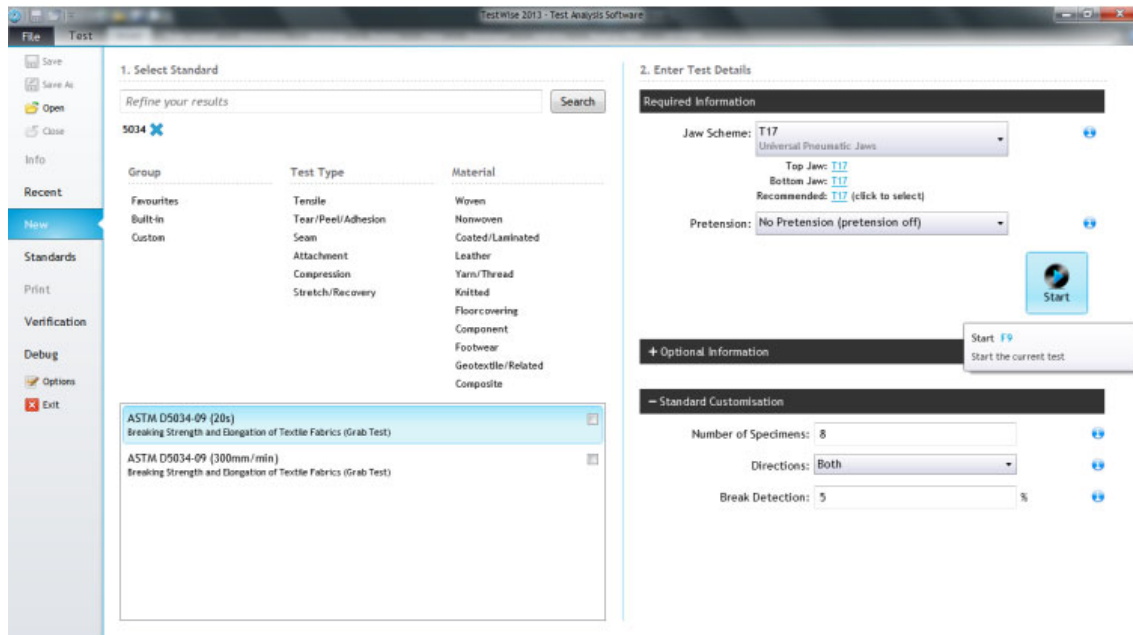 TestWise 2013 - Test Analysis Software
File Test
Save
Save As
Open
Close
Info
Recent
New
Standards
Print
Verification
Debug
Options
Exit
1. Select Standard
Refine your results Search
5034
Group Test Type Material
Favourites Tensile Woven
Built-in Tear/Peel/Adhesion Nonwoven
Custom Seam Coated/Laminated
Attachment Leather
Compression Yarn/Thread
Stretch/Recovery Knitted
Floorcovering
Component
Footwear
Geotextile/Related
Composite
ASTM D5034-09 (20s)
Breaking Strength and Elongation of Textile Fabrics (Grab Test)
ASTM D5034-09 (300mm/min)
Breaking Strength and Elongation of Textile Fabrics (Grab Test)
2. Enter Test Details
Required Information
Jaw Scheme: T17
Universal Pneumatic Jaws
Top Jaw: T17
Bottom Jaw: T17
Recommended: T17 (click to select)
Pretension: No Pretension (pretension off)
Start
Start F9
Start the current test
+ Optional Information
− Standard Customisation
Number of Specimens: 8
Directions: Both
Break Detection: 5 %